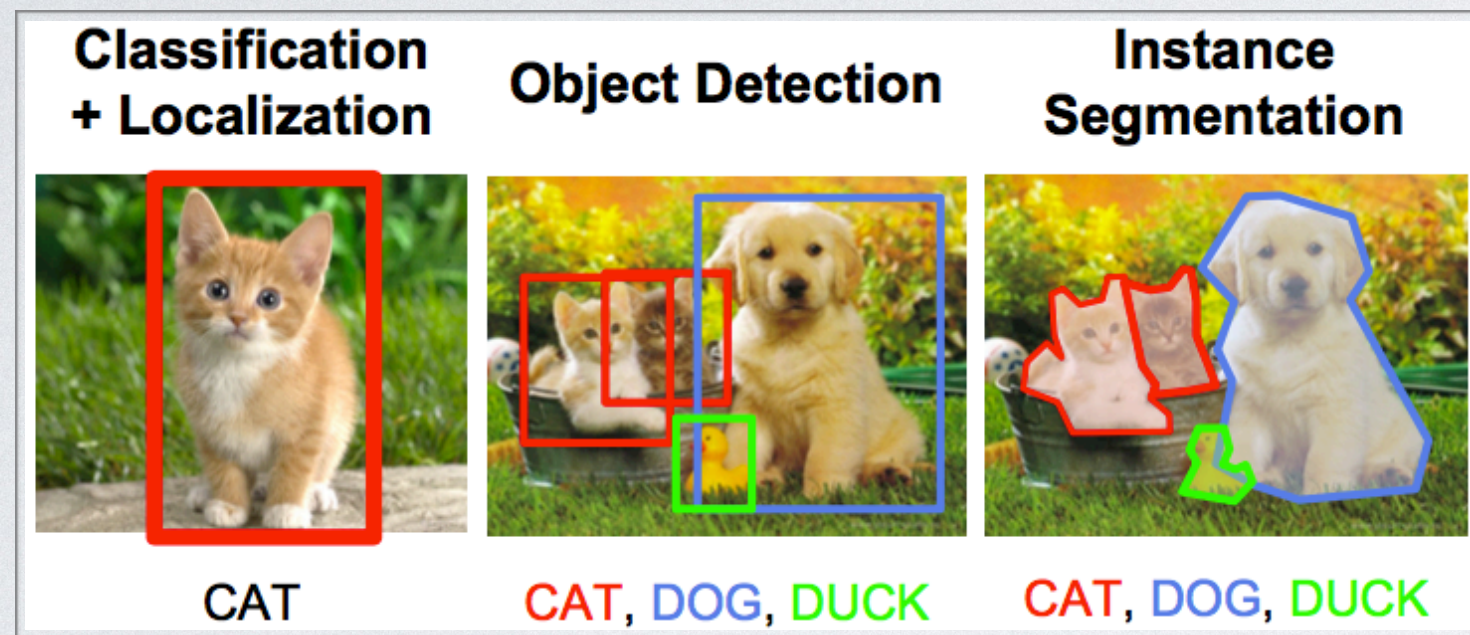 Classification
+ Localization
Object Detection
Instance
Segmentation
CAT
CAT, DOG, DUCK
CAT, DOG, DUCK